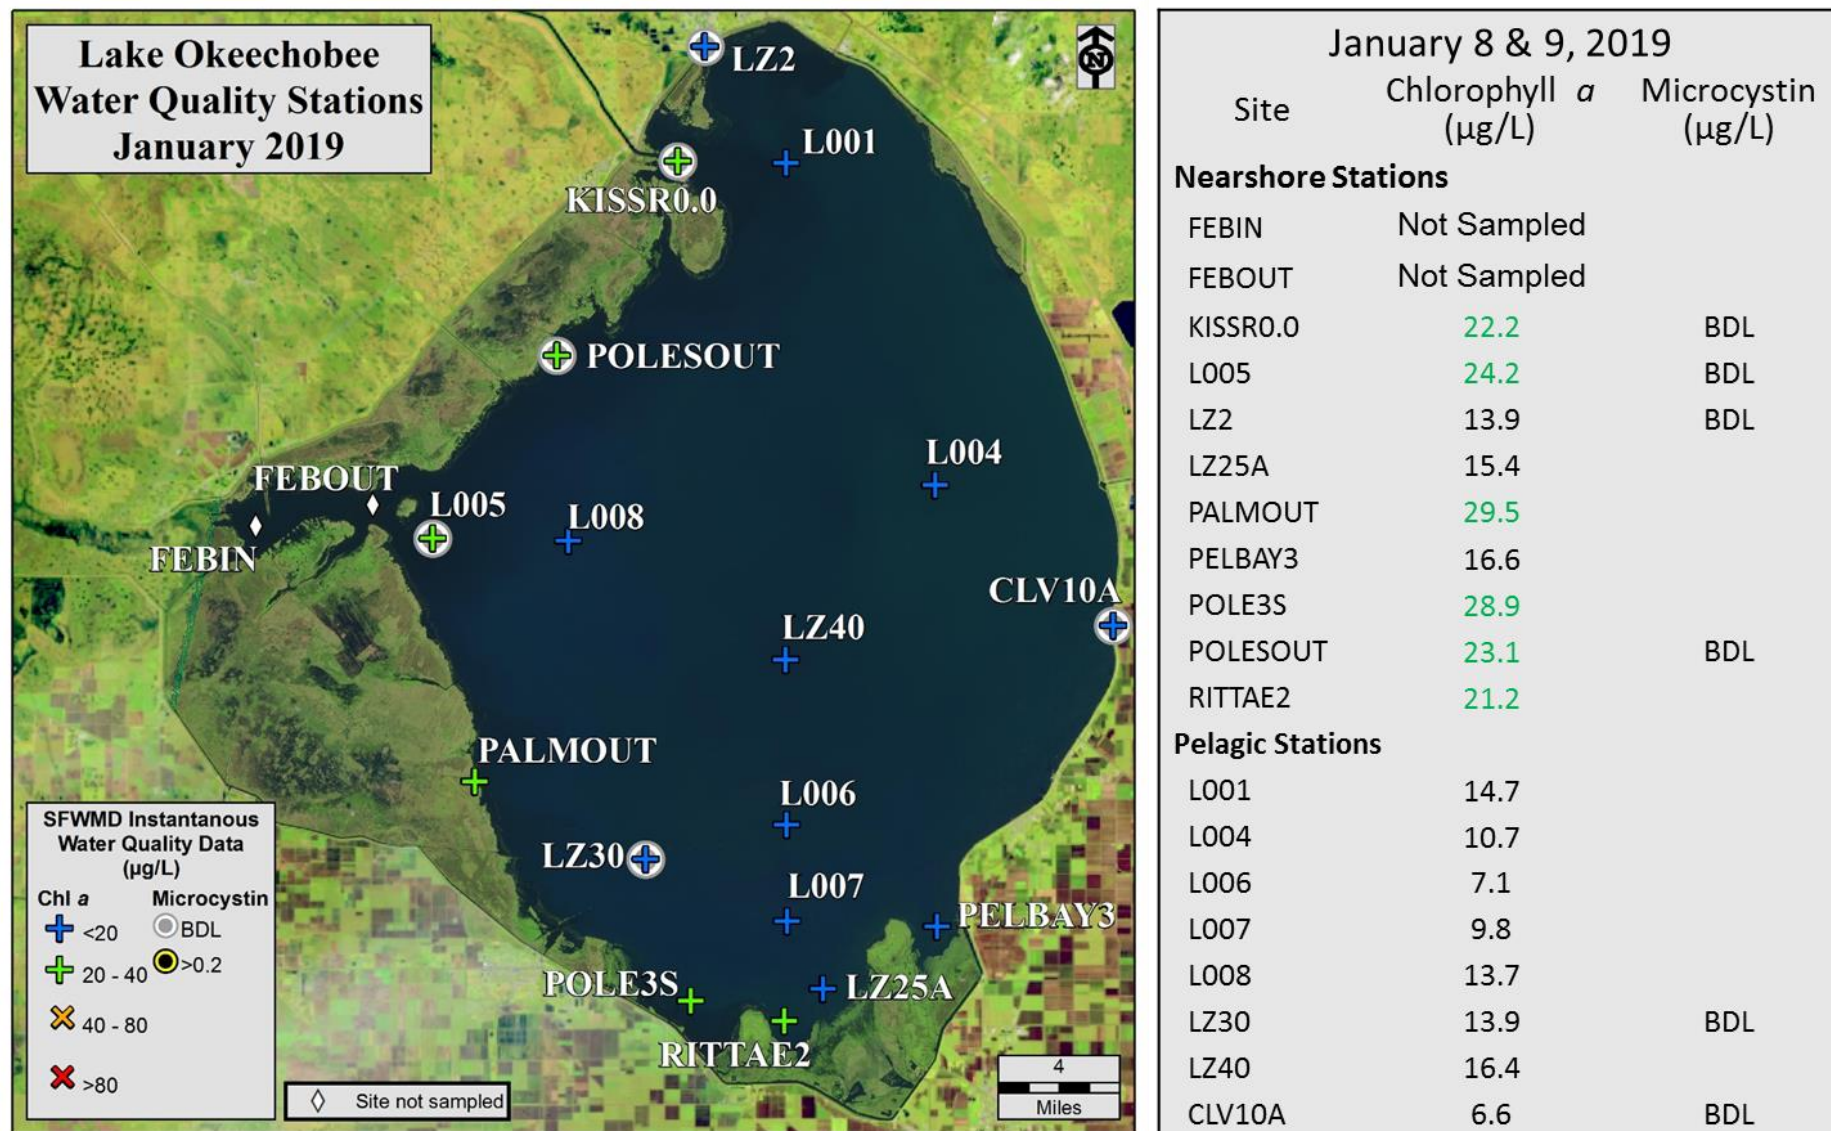 Lake Okeechobee
Water Quality Stations
January 2019
N
LZ2
L001
KISSR0.0
POLESOUT
L004
FEBOUT
L005
L008
FEBIN
CLV10A
LZ40
PALMOUT
L006
LZ30
L007
PELBAY3
POLE3S
LZ25A
RITTAE2
SFWMD Instantanous
Water Quality Data
(µg/L)
Chl a Microcystin
<20 BDL
20 - 40 >0.2
40 - 80
>80
Site not sampled
4
Miles
January 8 & 9, 2019
Site Chlorophyll a (µg/L) Microcystin (µg/L)
Nearshore Stations
FEBIN Not Sampled
FEBOUT Not Sampled
KISSR0.0 22.2 BDL
L005 24.2 BDL
LZ2 13.9 BDL
LZ25A 15.4
PALMOUT 29.5
PELBAY3 16.6
POLE3S 28.9
POLESOUT 23.1 BDL
RITTAE2 21.2
Pelagic Stations
L001 14.7
L004 10.7
L006 7.1
L007 9.8
L008 13.7
LZ30 13.9 BDL
LZ40 16.4
CLV10A 6.6 BDL